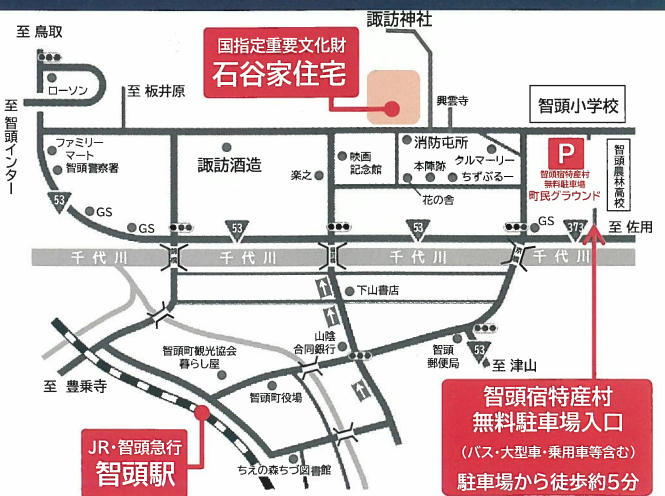 至 鳥取
諏訪神社
国指定重要文化財
石谷家住宅
ローソン
至 板井原
興雲寺
智頭小学校
至 智頭インター
ファミリー
マート
智頭警察署
諏訪酒造
楽之
映画
記念館
消防屯所
クルマーリー
本陣跡
ちずぶるー
花の舎
P
智頭宿特産村
無料駐車場
町民グラウンド
智頭農林高校
53
GS
GS
53
53
GS
373
至 佐用
千代川
千代川
千代川
千代川
下山書店
山陰
合同銀行
智頭
郵便局
53
至 津山
智頭町観光協会
暮らし屋
智頭町役場
至 豊乗寺
JR・智頭急行
智頭駅
ちえの森ちづ図書館
智頭宿特産村
無料駐車場入口
(バス・大型車・乗用車等含む)
駐車場から徒歩約5分